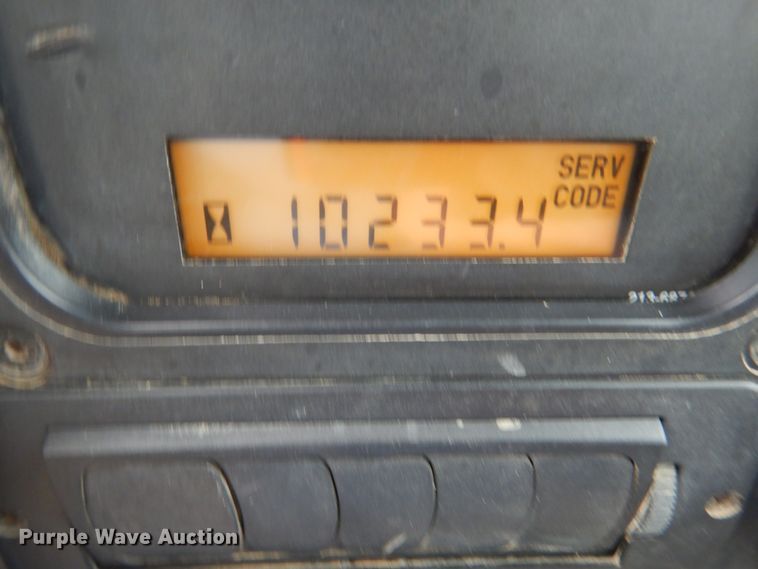 SERV
10233.4 CODE
Purple Wave Auction